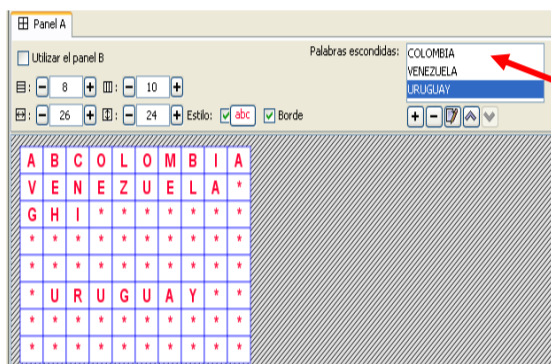 Panel A
Utilizar el panel B
Palabras escondidas:
COLOMBIA
VENEZUELA
URUGUAY
: 8 : 10
: 26 : 24 Estilo: abc Borde
A B C O L O M B I A
V E N E Z U E L A *
G H I * * * * * * *
* * * * * * * * * *
* * * * * * * * * *
* U R U G U A Y * *
* * * * * * * * * *
* * * * * * * * * *